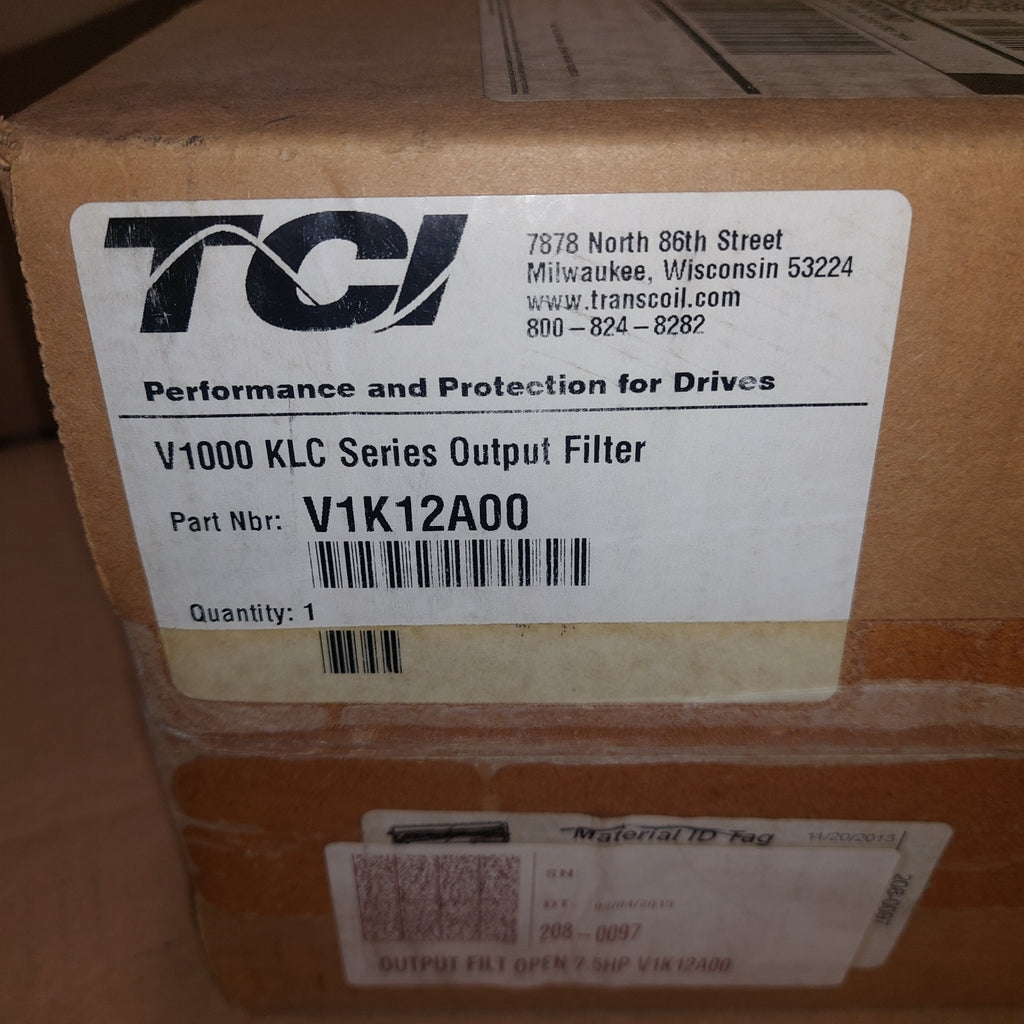 TCI
7878 North 86th Street
Milwaukee, Wisconsin 53224
www.transcoil.com
800-824-8282
Performance and Protection for Drives
V1000 KLC Series Output Filter
Part Nbr: V1K12A00
Quantity: 1
Material ID Tag 11/20/2013
SN:
DT:
208-0097
OUTPUT FILT OPEN 7.5HP V1K12A00